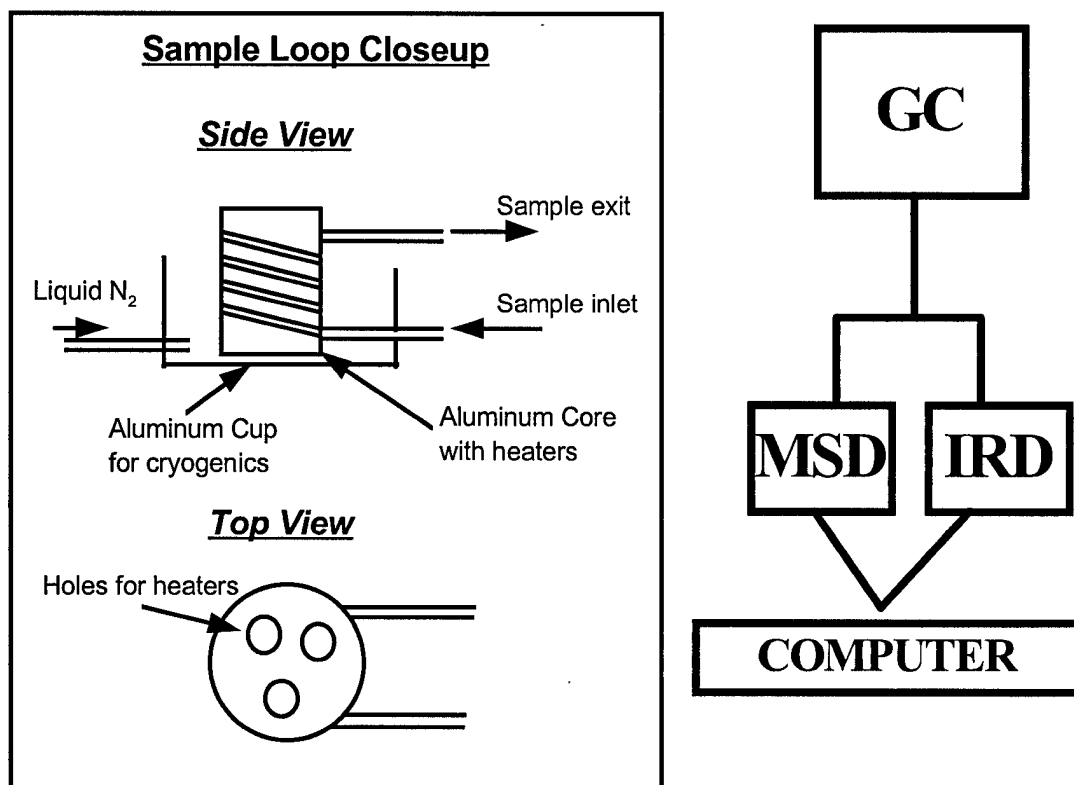 Sample Loop Closeup
Side View
Sample exit
Liquid N₂
Sample inlet
Aluminum Cup
for cryogenics
Aluminum Core
with heaters
Top View
Holes for heaters
GC
MSD
IRD
COMPUTER